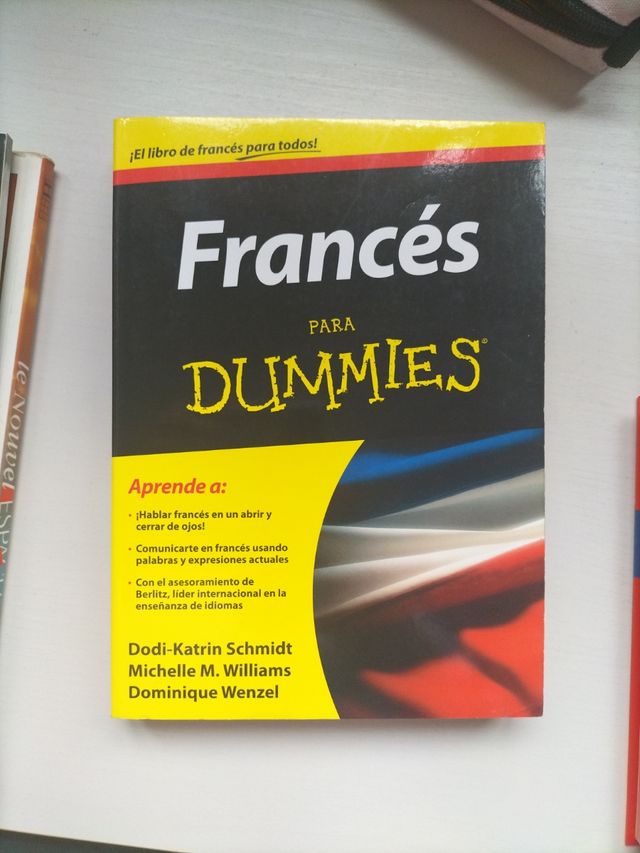 ¡El libro de francés para todos!
Francés
PARA
DUMMIES®
Aprende a:
• ¡Hablar francés en un abrir y
cerrar de ojos!
• Comunicarte en francés usando
palabras y expresiones actuales
• Con el asesoramiento de
Berlitz, líder internacional en la
enseñanza de idiomas
Dodi-Katrin Schmidt
Michelle M. Williams
Dominique Wenzel
le Nouvel